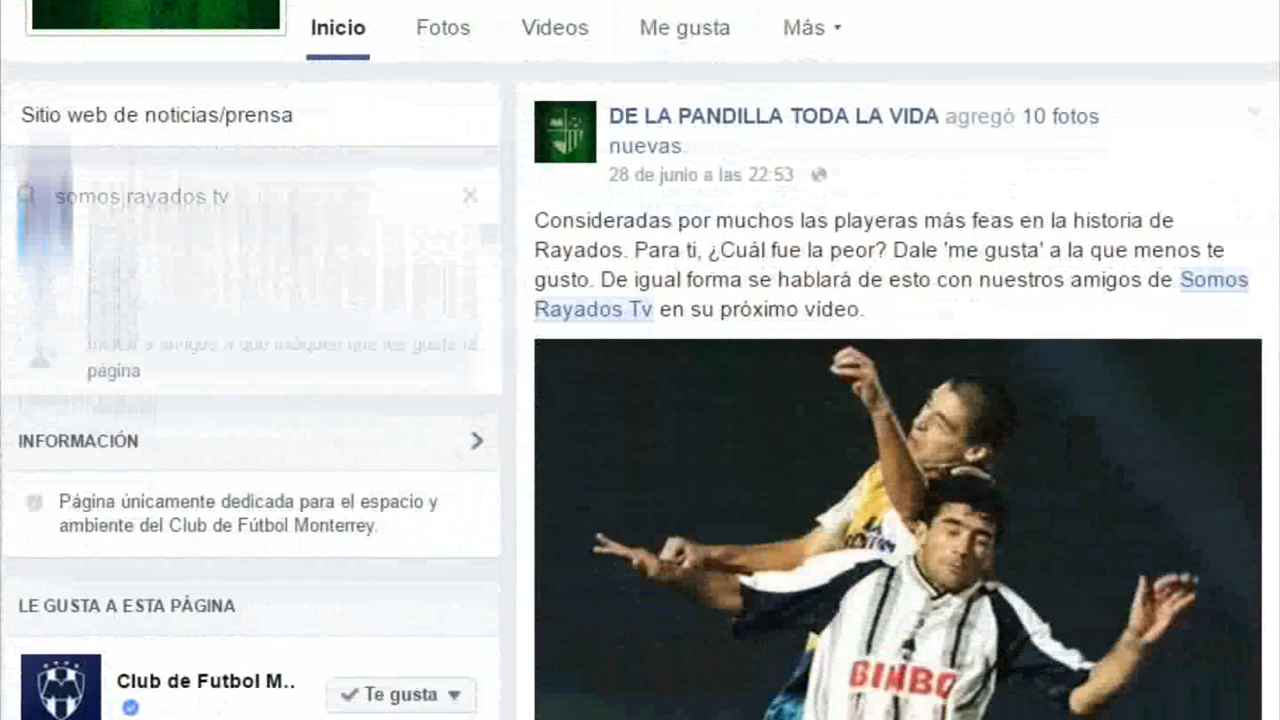 Inicio Fotos Videos Me gusta Más
Sitio web de noticias/prensa
somos rayados tv
página
INFORMACIÓN
Página únicamente dedicada para el espacio y
ambiente del Club de Fútbol Monterrey.
LE GUSTA A ESTA PÁGINA
Club de Futbol M..
Te gusta
DE LA PANDILLA TODA LA VIDA agregó 10 fotos
nuevas
28 de junio a las 22:53
Consideradas por muchos las playeras más feas en la historia de
Rayados. Para ti, ¿Cuál fue la peor? Dale 'me gusta' a la que menos te
gusto. De igual forma se hablará de esto con nuestros amigos de Somos
Rayados Tv en su próximo vídeo.
BIMBO